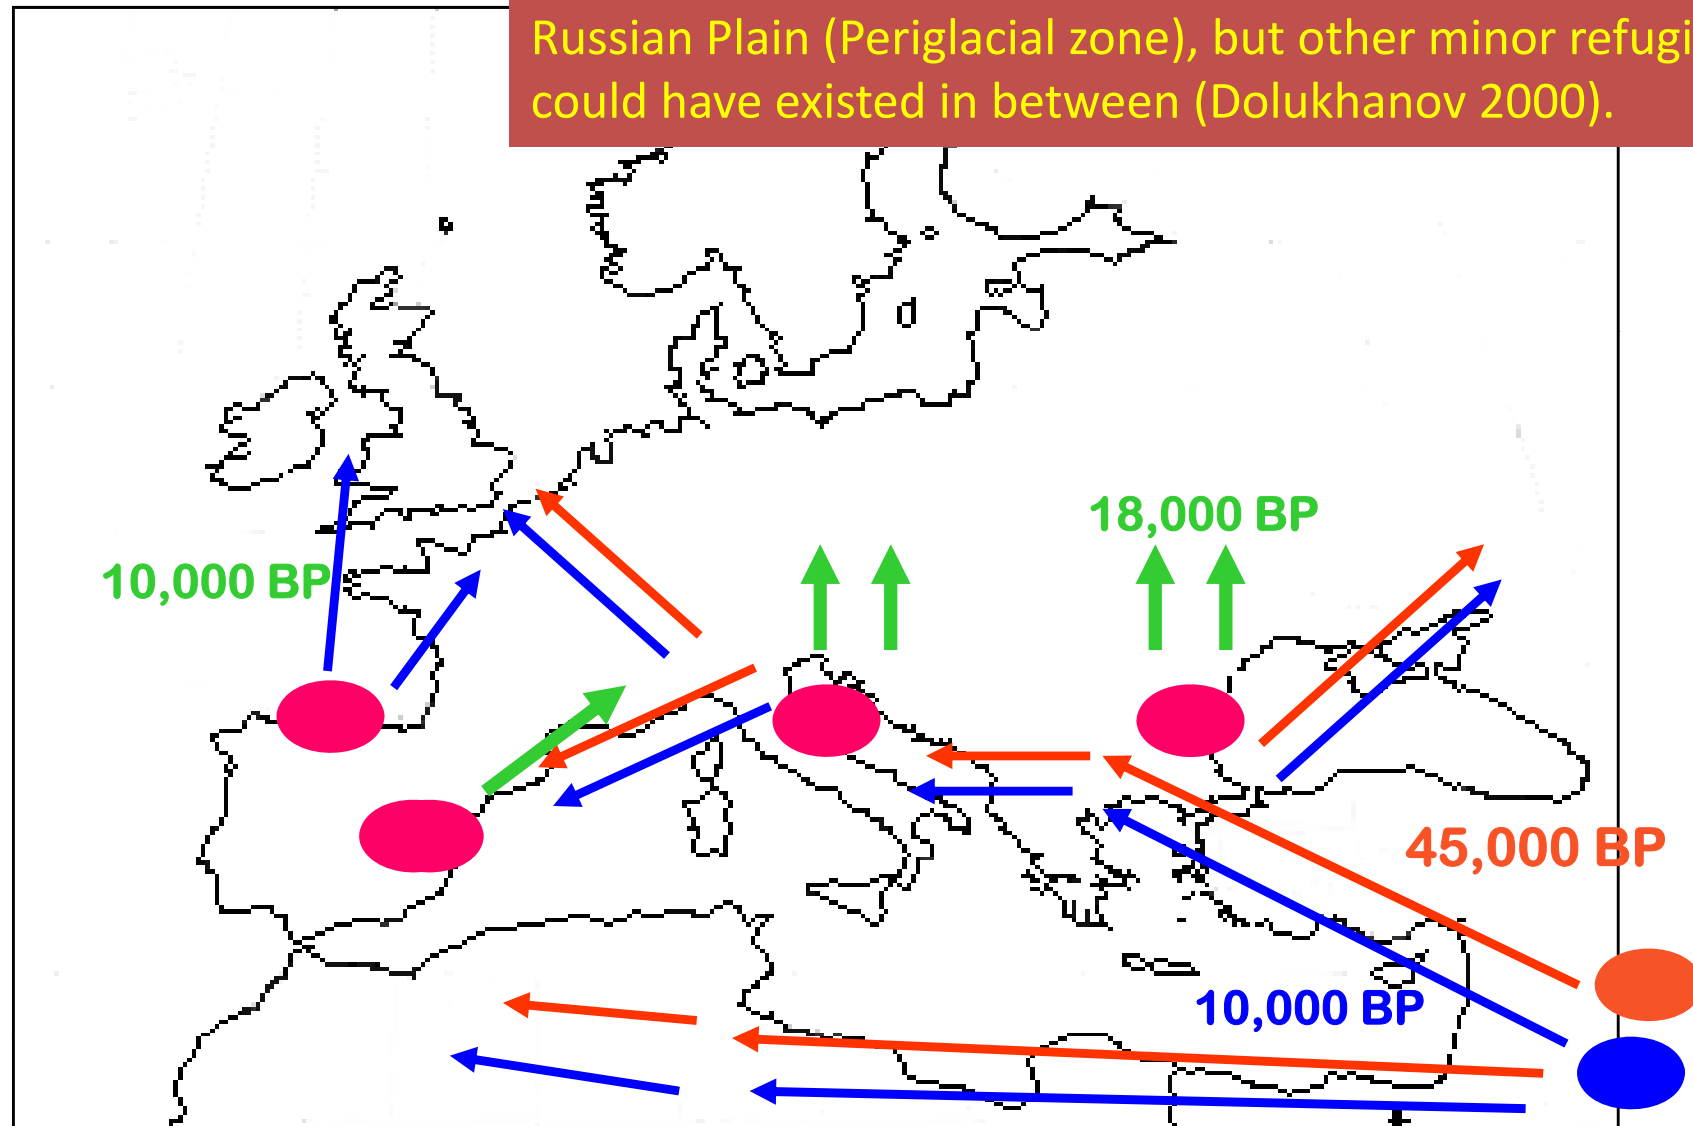 Russian Plain (Periglacial zone), but other minor refugi
could have existed in between (Dolukhanov 2000).
18,000 BP
10,000 BP
45,000 BP
10,000 BP